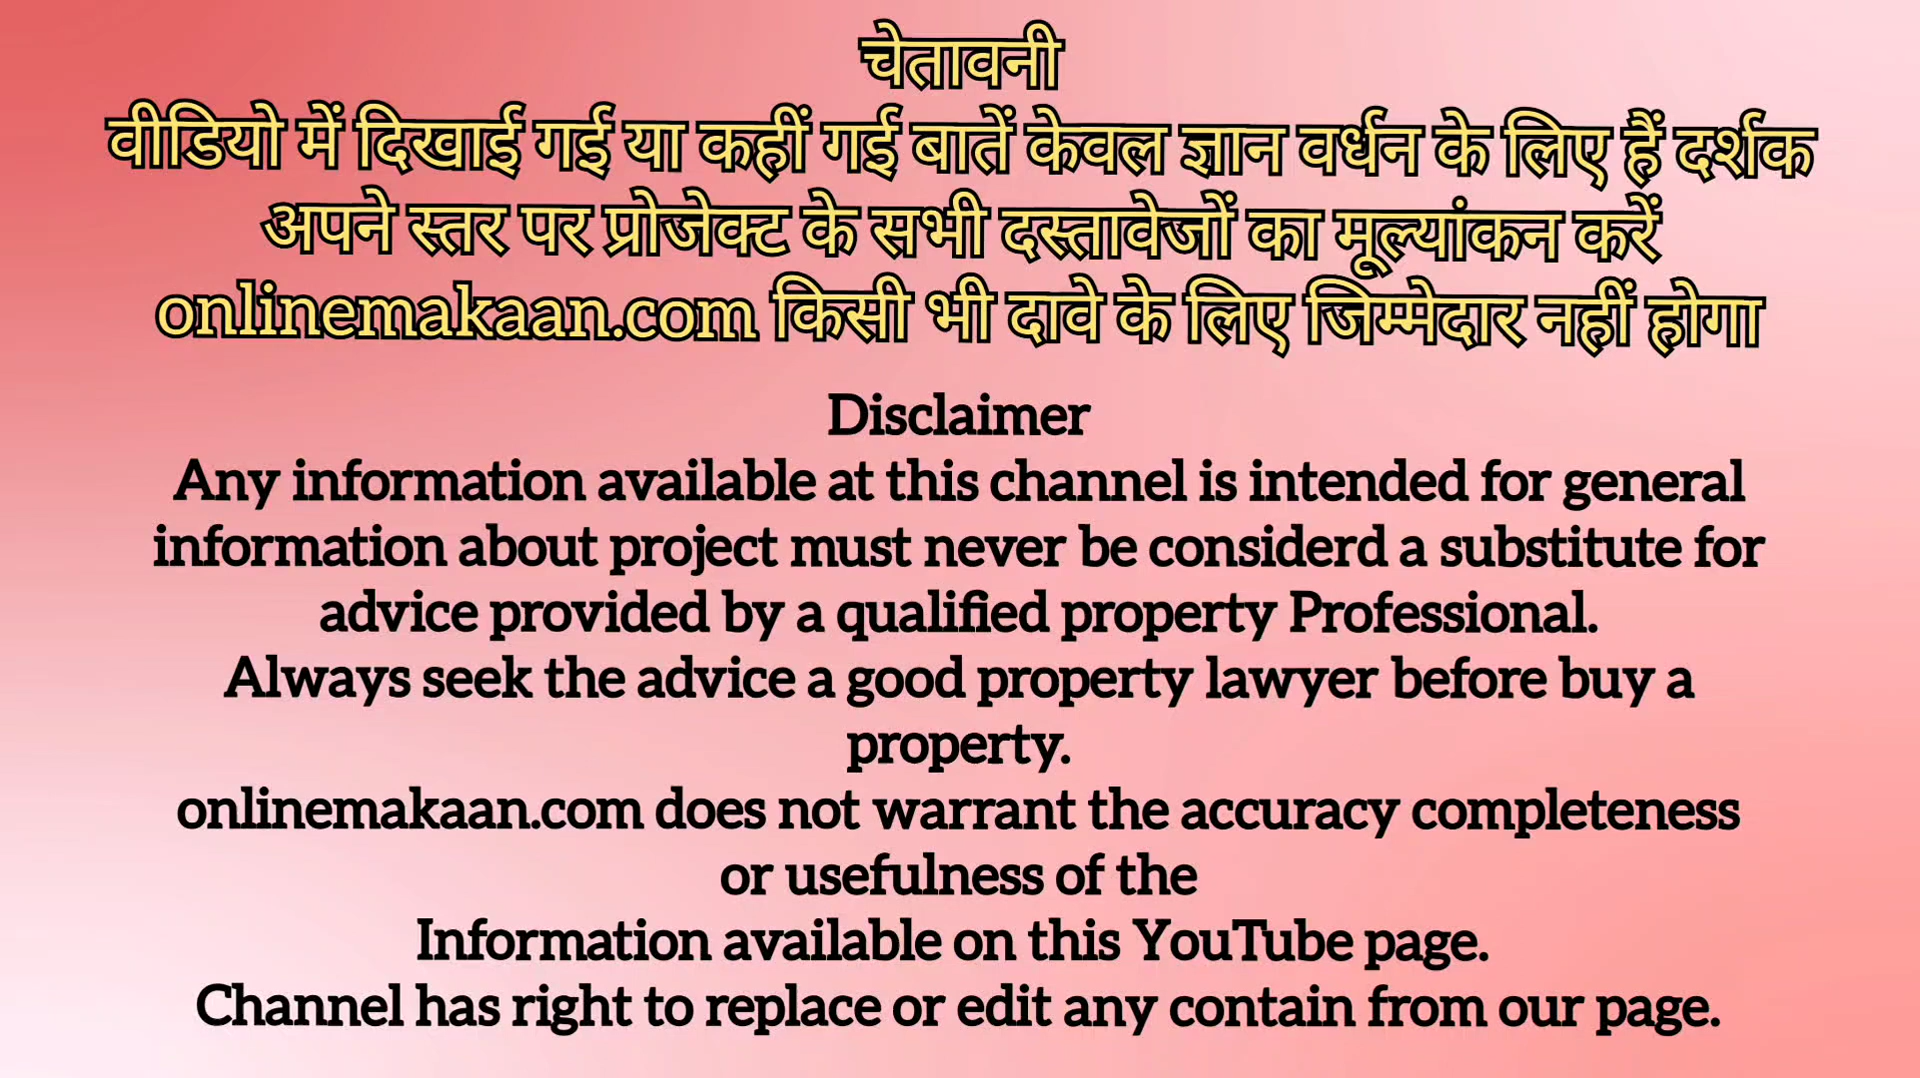 चेतावनी
वीडियो में दिखाई गई या कहीं गई बातें केवल ज्ञान वर्धन के लिए हैं दर्शक
अपने स्तर पर प्रोजेक्ट के सभी दस्तावेजों का मूल्यांकन करें
onlinemakaan.com किसी भी दावे के लिए जिम्मेदार नहीं होगा
Disclaimer
Any information available at this channel is intended for general
information about project must never be considerd a substitute for
advice provided by a qualified property Professional.
Always seek the advice a good property lawyer before buy a
property.
onlinemakaan.com does not warrant the accuracy completeness
or usefulness of the
Information available on this YouTube page.
Channel has right to replace or edit any contain from our page.